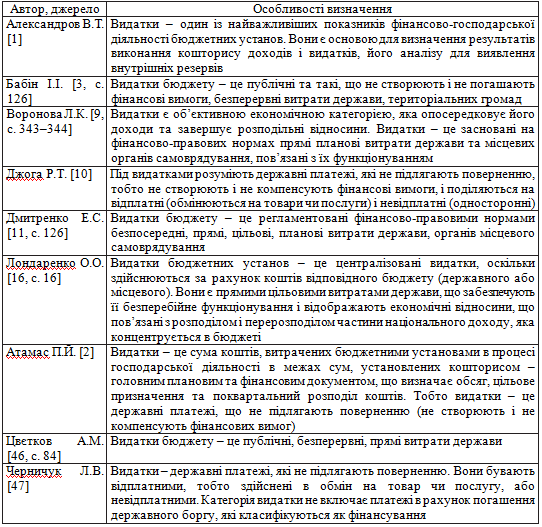 Автор, джерело Особливості визначення
Александров В.Т. [1]
Видатки – один із найважливіших показників фінансово-господарської
діяльності бюджетних установ. Вони є основою для визначення результатів
виконання кошторису доходів і видатків, його аналізу для виявлення
внутрішніх резервів
Бабін І.І. [3, с. 126]
Видатки бюджету – це публічні та такі, що не створюють і не погашають
фінансові вимоги, безперервні витрати держави, територіальних громад
Воронова Л.К. [9, с. 343–344]
Видатки є об’єктивною економічною категорією, яка опосередковує його
доходи та завершує розподільні відносини. Видатки – це засновані на
фінансово-правових нормах прямі планові витрати держави та місцевих
органів самоврядування, пов’язані з їх функціонуванням
Джога Р.Т. [10]
Під видатками розуміють державні платежі, які не підлягають поверненню,
тобто не створюють і не компенсують фінансові вимоги, і поділяються на
відплатні (обмінюються на товари чи послуги) і невідплатні (односторонні)
Дмитренко Е.С. [11, с. 126]
Видатки бюджету – це регламентовані фінансово-правовими нормами
безпосередні, прямі, цільові, планові витрати держави, органів місцевого
самоврядування
Лондаренко О.О. [16, с. 16]
Видатки бюджетних установ – це централізовані видатки, оскільки
здійснюються за рахунок коштів відповідного бюджету (державного або
місцевого). Вони є прямими цільовими витратами держави, що забезпечують
її безперебійне функціонування і відображають економічні відносини, що
пов’язані з розподілом і перерозподілом частини національного доходу, яка
концентрується в бюджеті
Атамас П.Й. [2]
Видатки – це сума коштів, витрачених бюджетними установами в процесі
господарської діяльності в межах сум, установлених кошторисом –
головним плановим та фінансовим документом, що визначає обсяг, цільове
призначення та поквартальний розподіл коштів. Тобто видатки – це
державні платежі, що не підлягають поверненню (не створюють і не
компенсують фінансових вимог)
Цветков А.М. [46, с. 84]
Видатки бюджету – це публічні, безперервні, прямі витрати держави
Черничук Л.В. [47]
Видатки – державні платежі, які не підлягають поверненню. Вони бувають
відплатними, тобто здійснені в обмін на товар чи послугу, або
невідплатними. Категорія видатки не включає платежі в рахунок погашення
державного боргу, які класифікуються як фінансування